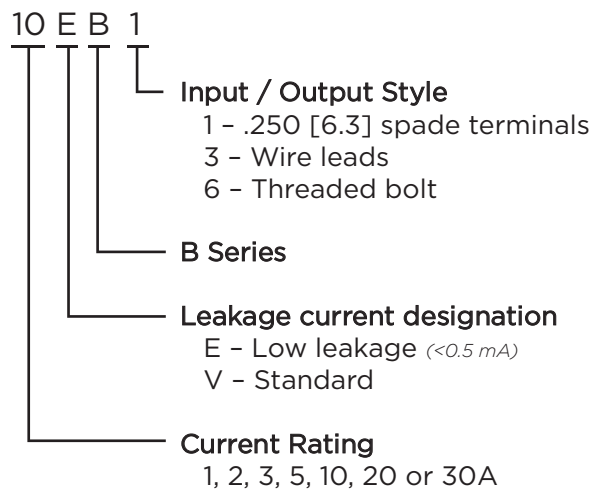 10 E B 1
Input / Output Style
1 – .250 [6.3] spade terminals
3 – Wire leads
6 – Threaded bolt
B Series
Leakage current designation
E – Low leakage (<0.5 mA)
V – Standard
Current Rating
1, 2, 3, 5, 10, 20 or 30A